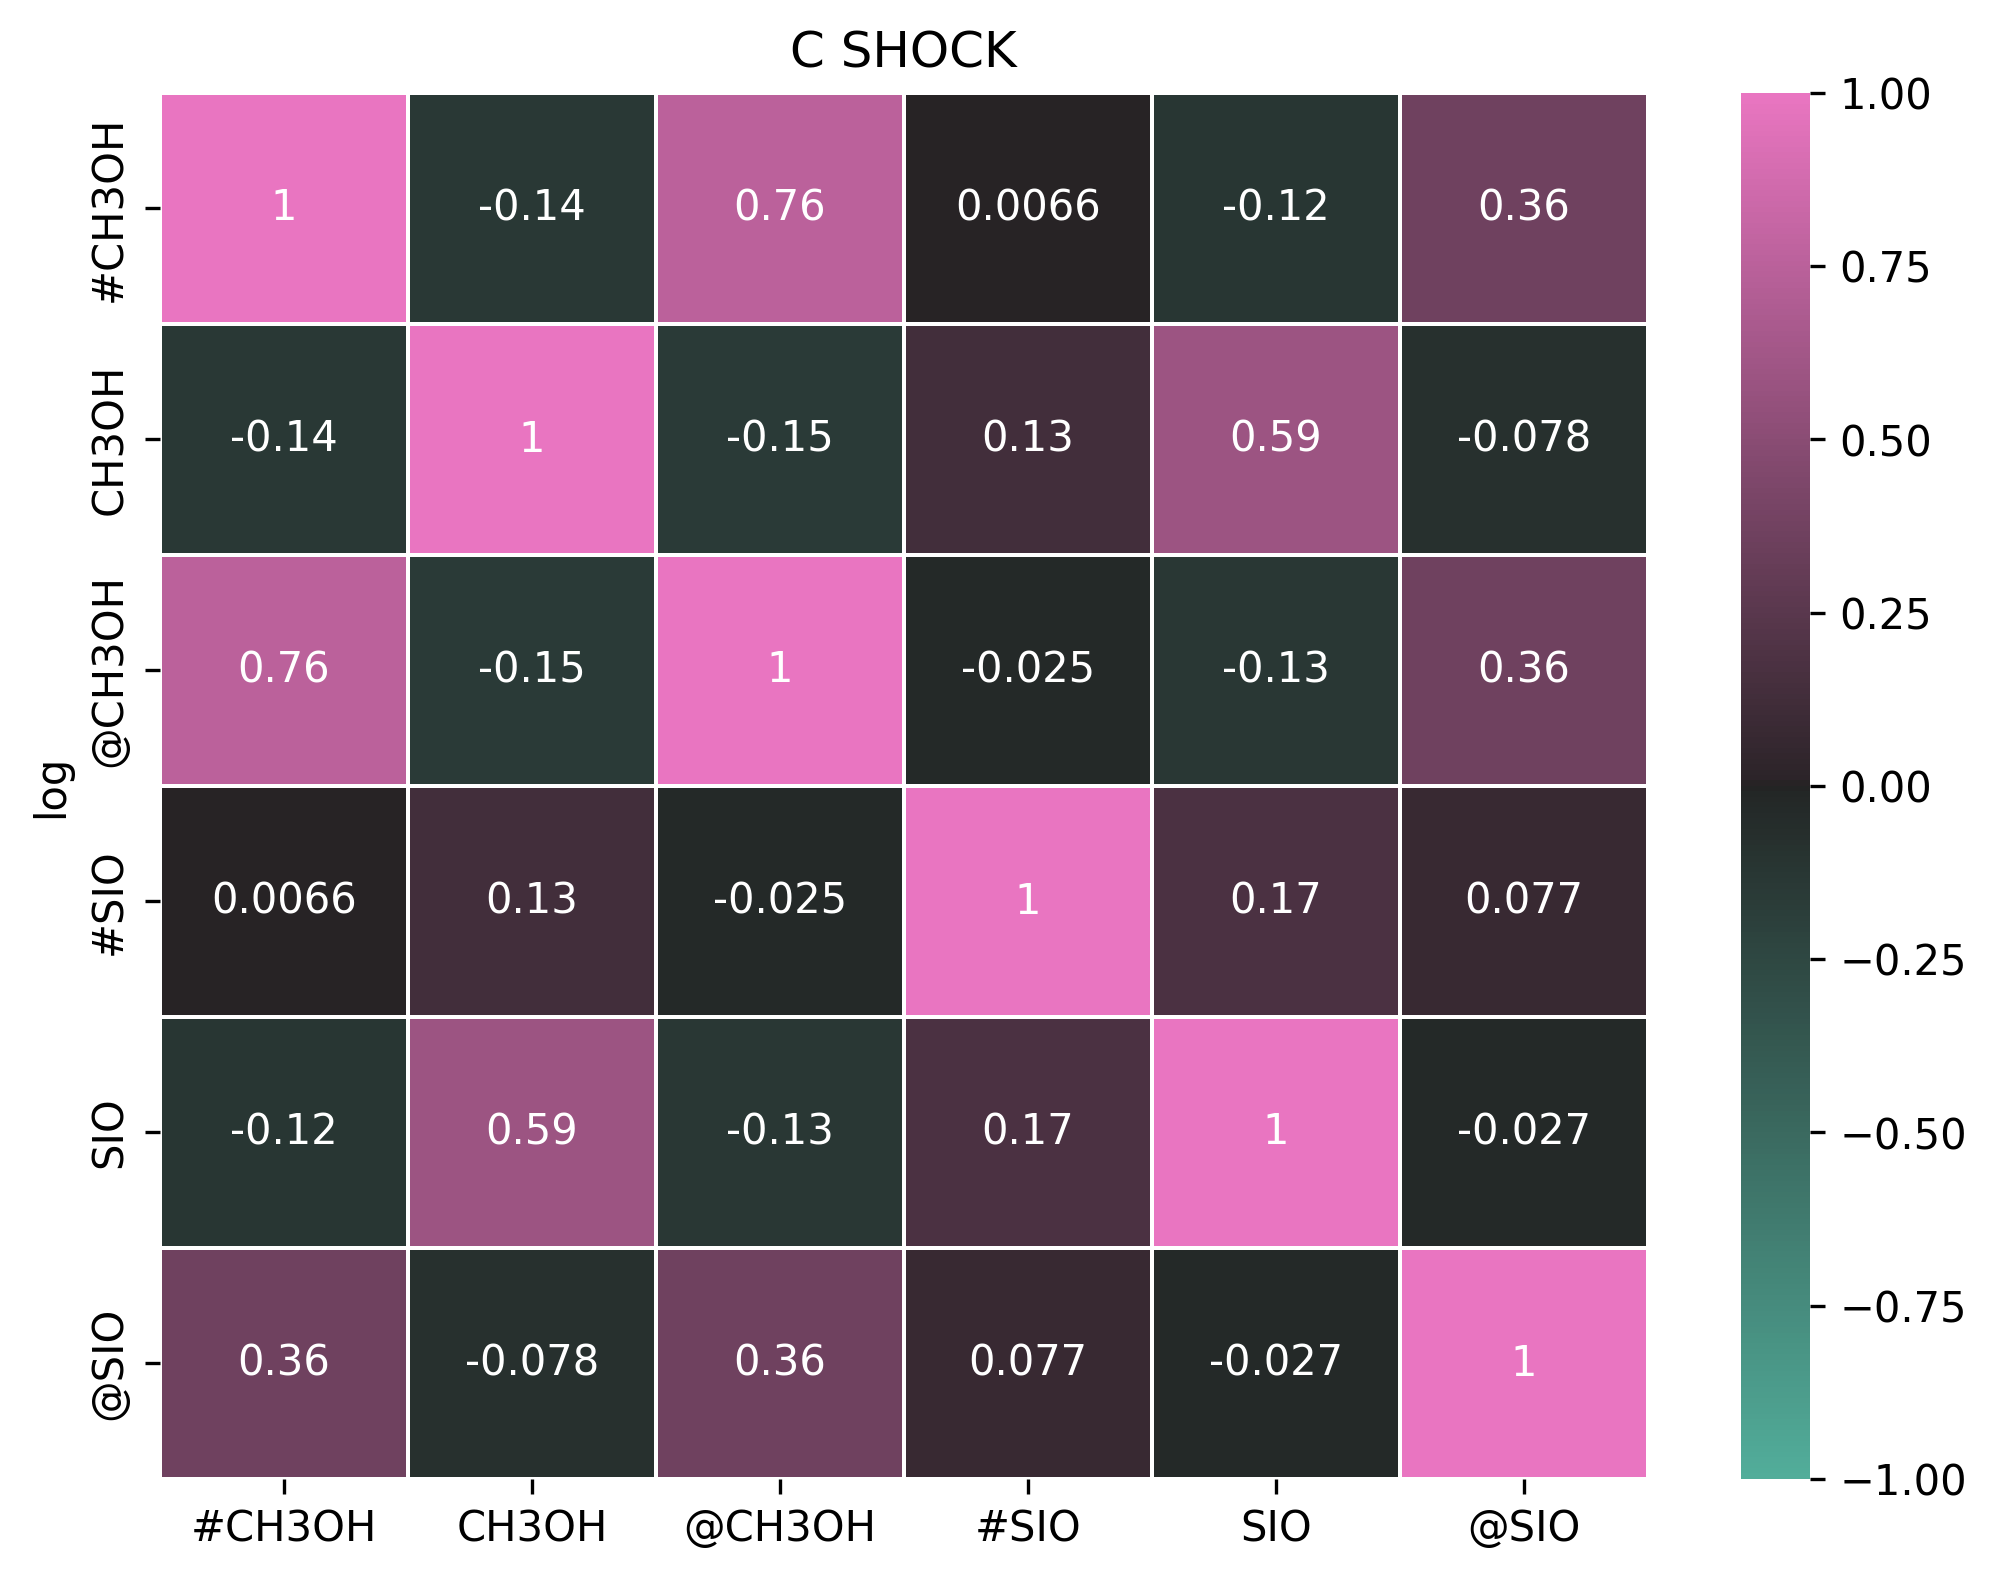 C SHOCK
#CH3OH 1 -0.14 0.76 0.0066 -0.12 0.36
CH3OH -0.14 1 -0.15 0.13 0.59 -0.078
@CH3OH 0.76 -0.15 1 -0.025 -0.13 0.36
#SIO 0.0066 0.13 -0.025 1 0.17 0.077
SIO -0.12 0.59 -0.13 0.17 1 -0.027
@SIO 0.36 -0.078 0.36 0.077 -0.027 1
log
#CH3OH CH3OH @CH3OH #SIO SIO @SIO
1.00
0.75
0.50
0.25
0.00
−0.25
−0.50
−0.75
−1.00